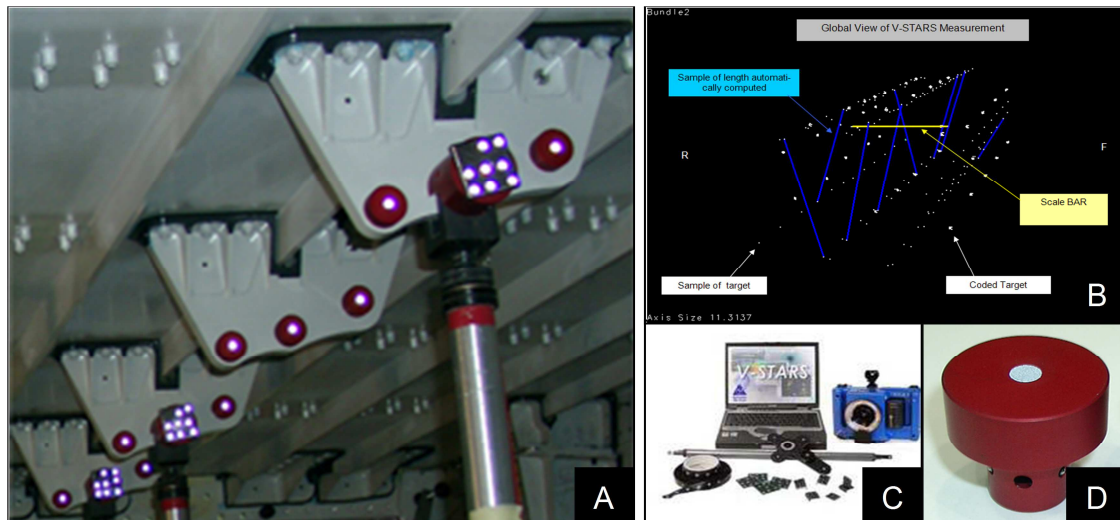 A
Bundle2
Global View of V-STARS Measurement
Sample of length automati-
cally computed
R
F
Scale BAR
Sample of target
Coded Target
B
Axis Size 11.3137
V-STARS
C
D